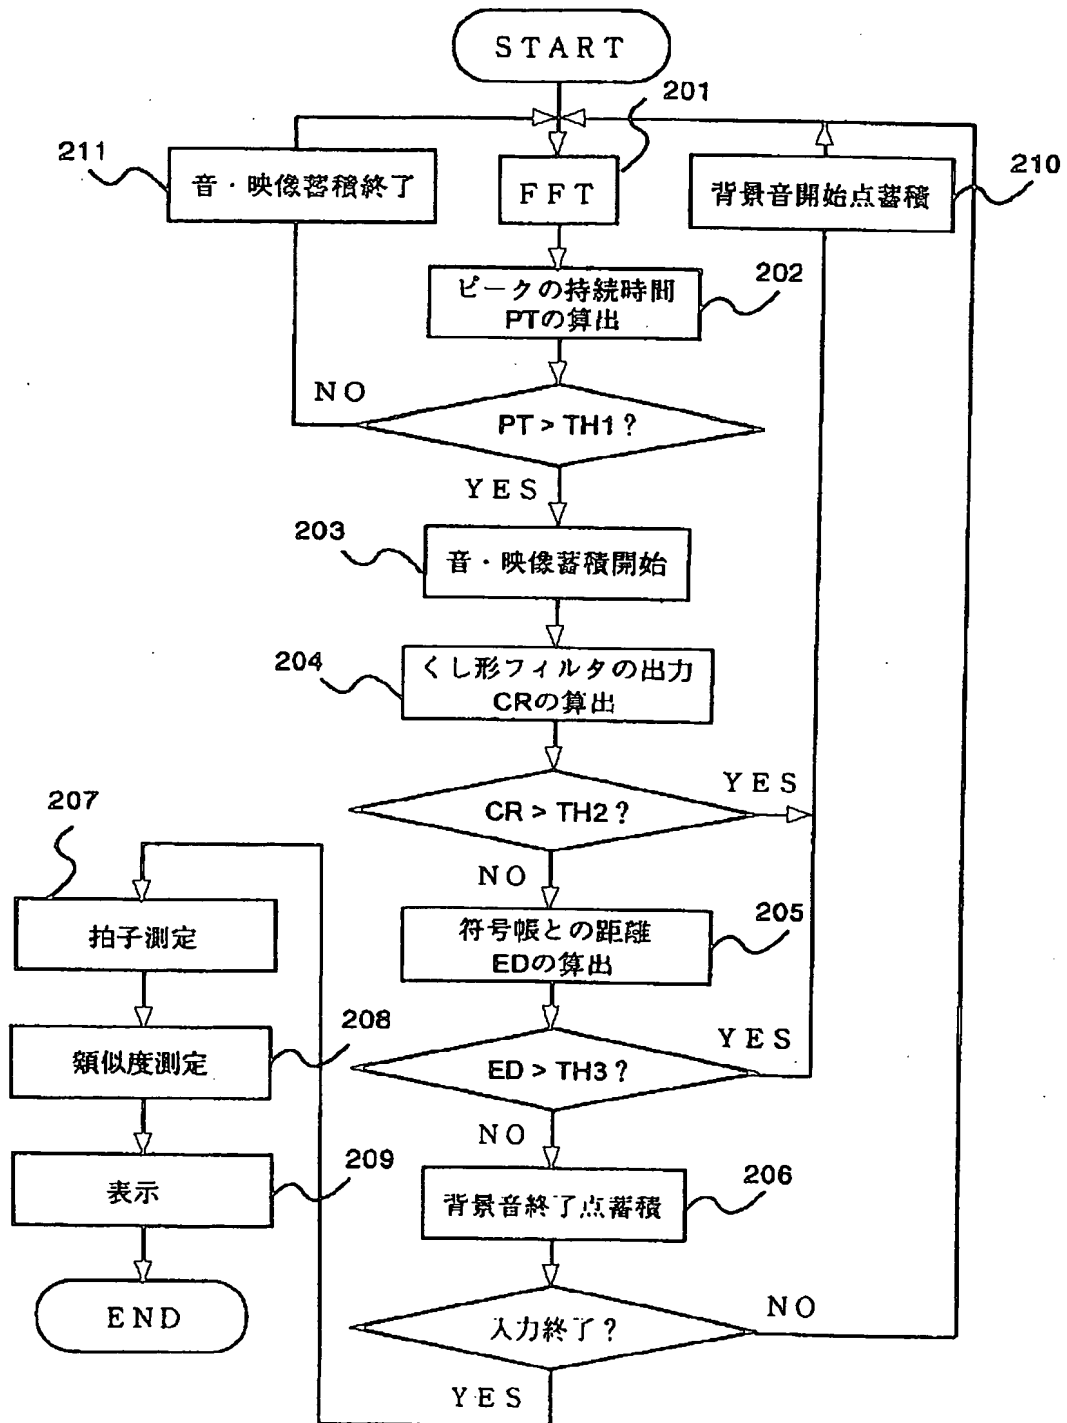 START
201
211
音・映像蓄積終了
FFT
背景音開始点蓄積
210
ピークの持続時間
PTの算出
202
NO
PT > TH1？
YES
203
音・映像蓄積開始
204
くし形フィルタの出力
CRの算出
CR > TH2？
YES
207
NO
拍子測定
符号帳との距離
EDの算出
205
208
類似度測定
ED > TH3？
YES
NO
209
表示
背景音終了点蓄積
206
END
入力終了？
NO
YES